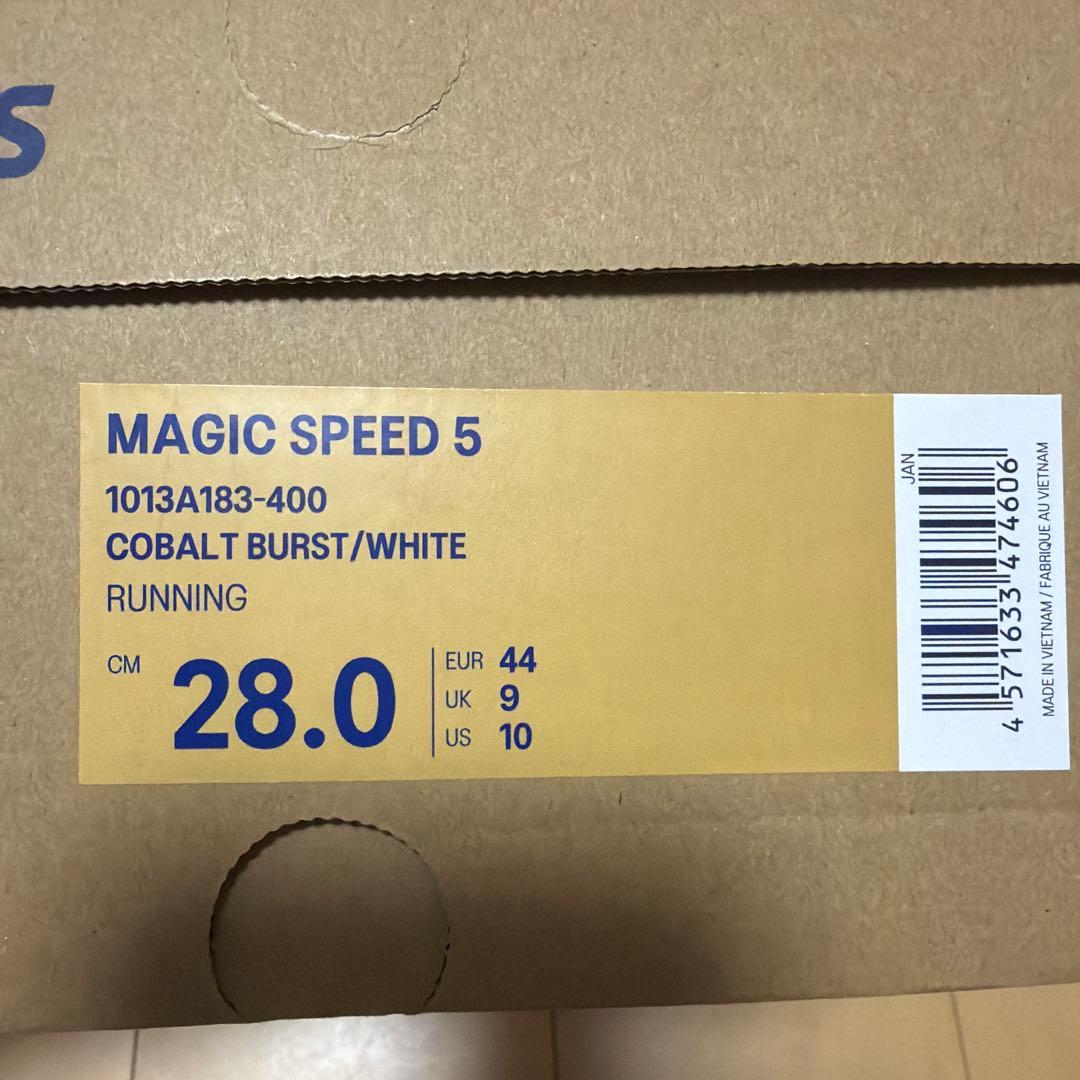 s
MAGIC SPEED 5
1013A183-400
COBALT BURST/WHITE
RUNNING
CM 28.0
EUR 44
UK 9
US 10
JAN
4 571633 474606
MADE IN VIETNAM / FABRIQUE AU VIETNAM